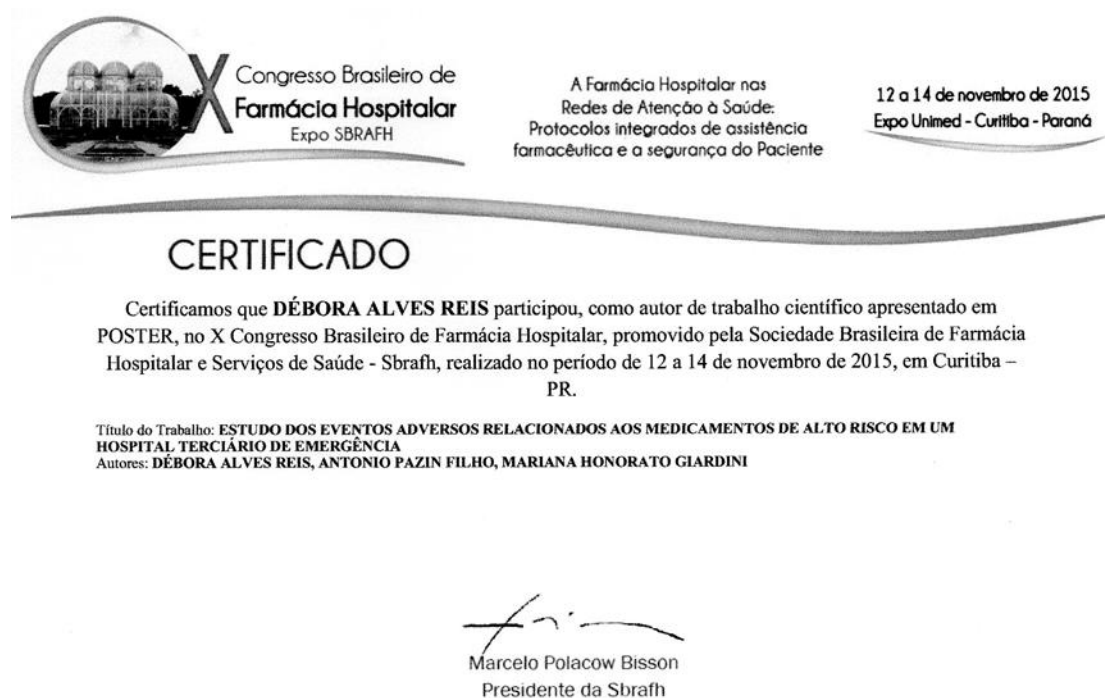 X Congresso Brasileiro de
Farmácia Hospitalar
Expo SBRAFH
A Farmácia Hospitalar nas
Redes de Atenção à Saúde:
Protocolos integrados de assistência
farmacêutica e a segurança do Paciente
12 a 14 de novembro de 2015
Expo Unimed - Curitiba - Paraná
CERTIFICADO
Certificamos que DÉBORA ALVES REIS participou, como autor de trabalho científico apresentado em
POSTER, no X Congresso Brasileiro de Farmácia Hospitalar, promovido pela Sociedade Brasileira de Farmácia
Hospitalar e Serviços de Saúde - Sbrafh, realizado no período de 12 a 14 de novembro de 2015, em Curitiba –
PR.
Título do Trabalho: ESTUDO DOS EVENTOS ADVERSOS RELACIONADOS AOS MEDICAMENTOS DE ALTO RISCO EM UM
HOSPITAL TERCIÁRIO DE EMERGÊNCIA
Autores: DÉBORA ALVES REIS, ANTONIO PAZIN FILHO, MARIANA HONORATO GIARDINI
Marcelo Polacow Bisson
Presidente da Sbrafh